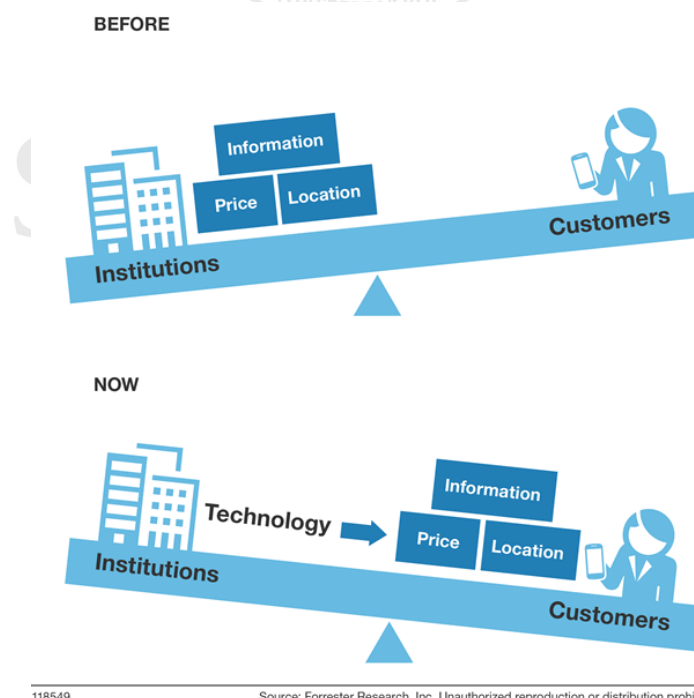 BEFORE
Information
Price
Location
Customers
Institutions
NOW
Information
Technology
Price
Location
Institutions
Customers
118549
Source: Forrester Research, Inc. Unauthorized reproduction or distribution prohi